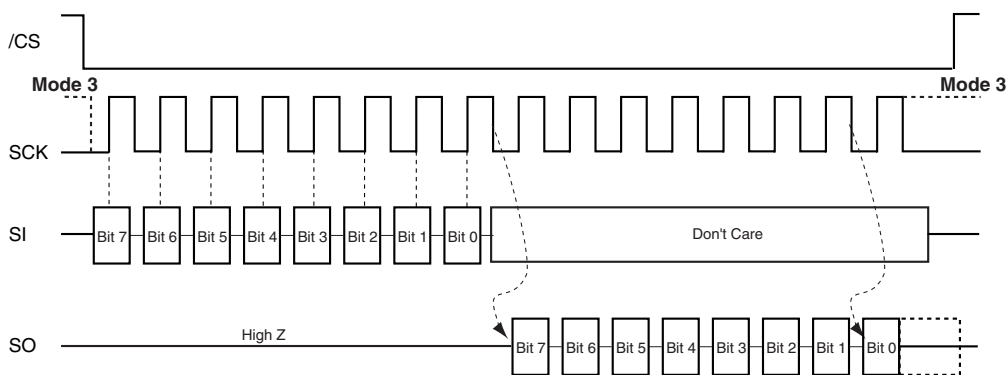 /CS
Mode 3 Mode 3
SCK
SI Bit 7 Bit 6 Bit 5 Bit 4 Bit 3 Bit 2 Bit 1 Bit 0 Don't Care
High Z
SO Bit 7 Bit 6 Bit 5 Bit 4 Bit 3 Bit 2 Bit 1 Bit 0